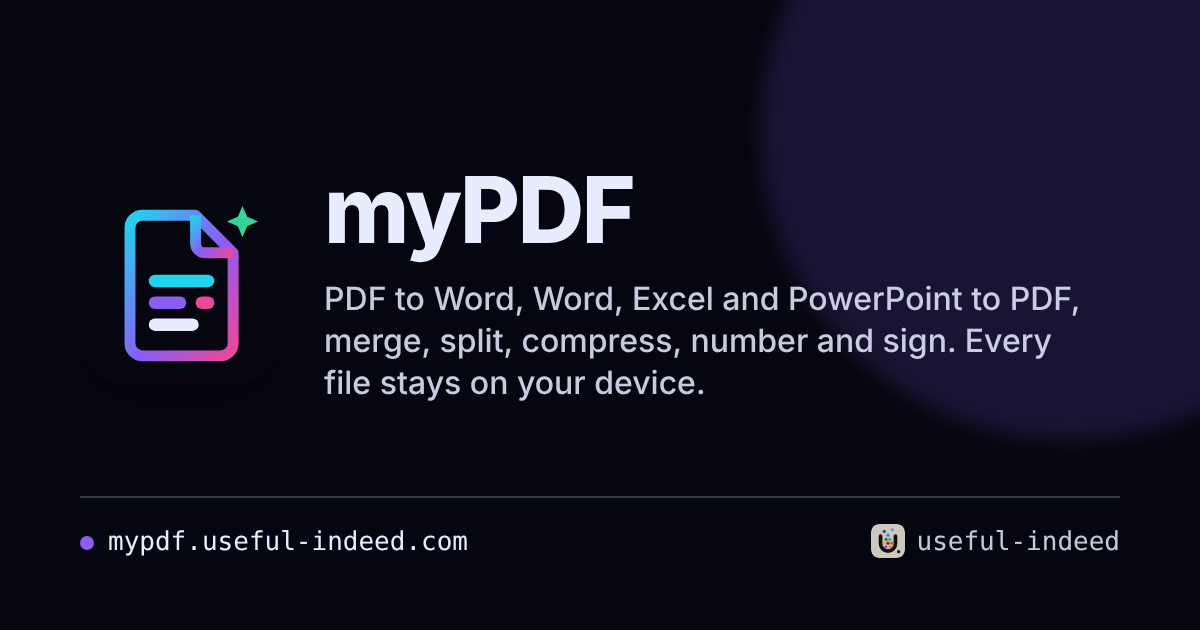 myPDF
PDF to Word, Word, Excel and PowerPoint to PDF,
merge, split, compress, number and sign. Every
file stays on your device.
mypdf.useful-indeed.com
useful-indeed